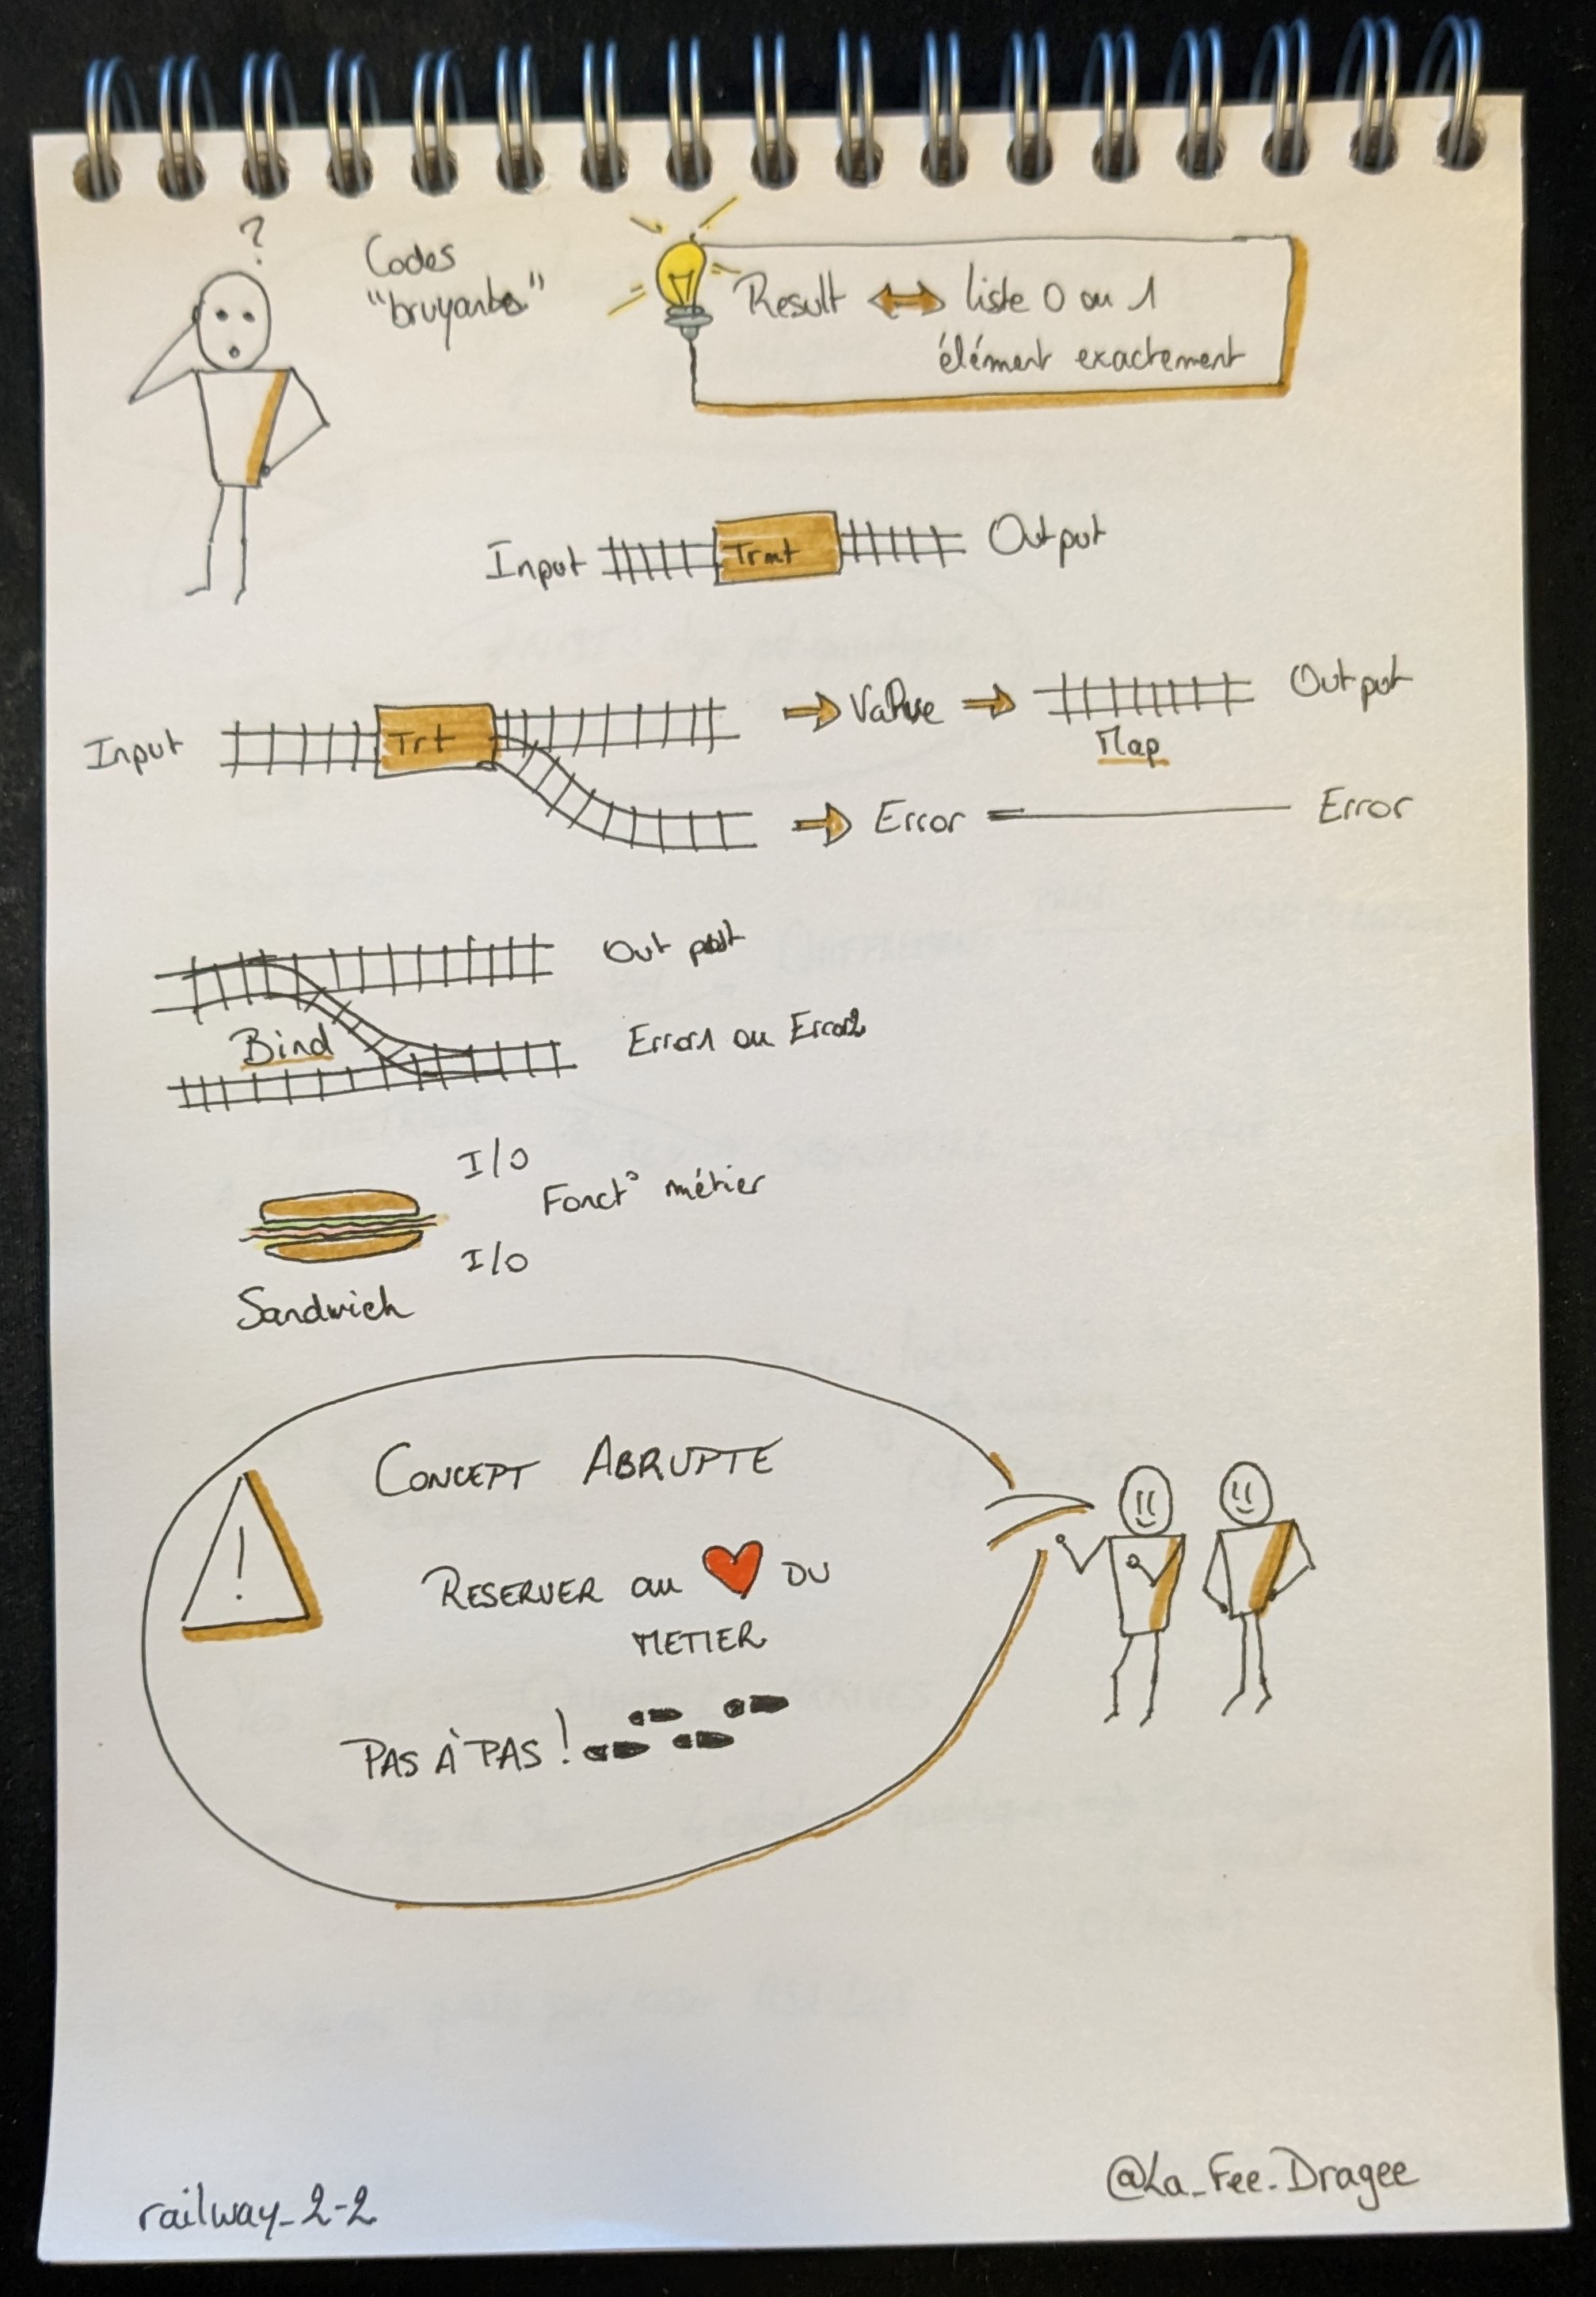 ?
Codes
"bruyants"
Result ⇔ liste 0 ou 1
élément exactement
Input Trmt Output
Input Trt → Value → Map Output
→ Error Error
Output
Bind
Error1 ou Error2
I/O
Fonct° métier
I/O
Sandwich
!
CONCEPT ABRUPTE
RESERVER au ❤ DU
METIER
PAS À PAS !
railway_2-2
@La_Fee_Dragee